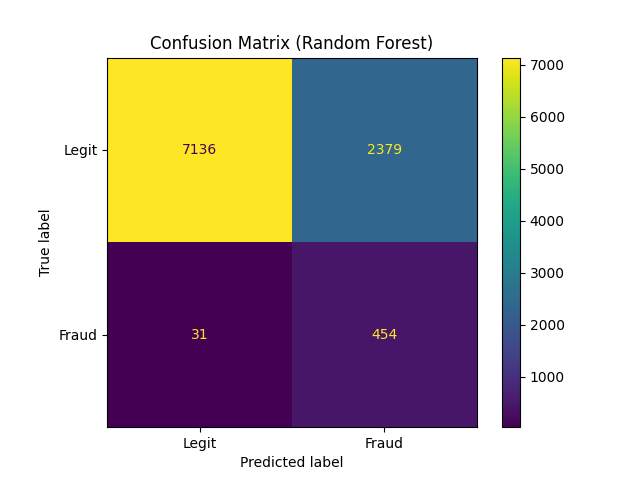 Confusion Matrix (Random Forest)
True label
Legit
Fraud
7136
2379
31
454
Legit
Fraud
Predicted label
7000
6000
5000
4000
3000
2000
1000